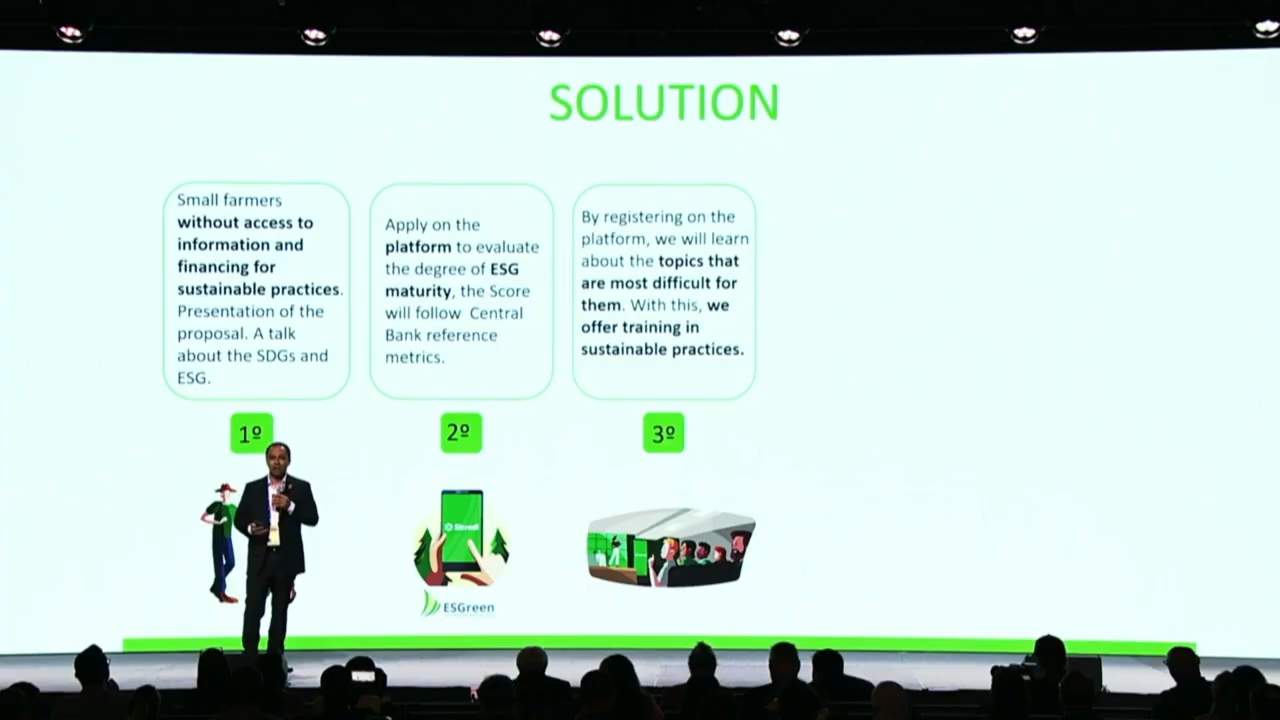 SOLUTION
Small farmers
without access to
information and
financing for
sustainable practices.
Presentation of the
proposal. A talk
about the SDGs and
ESG.
Apply on the
platform to evaluate
the degree of ESG
maturity, the Score
will follow Central
Bank reference
metrics.
By registering on the
platform, we will learn
about the topics that
are most difficult for
them. With this, we
offer training in
sustainable practices.
1º
2º
3º
Sicredi
ESGreen